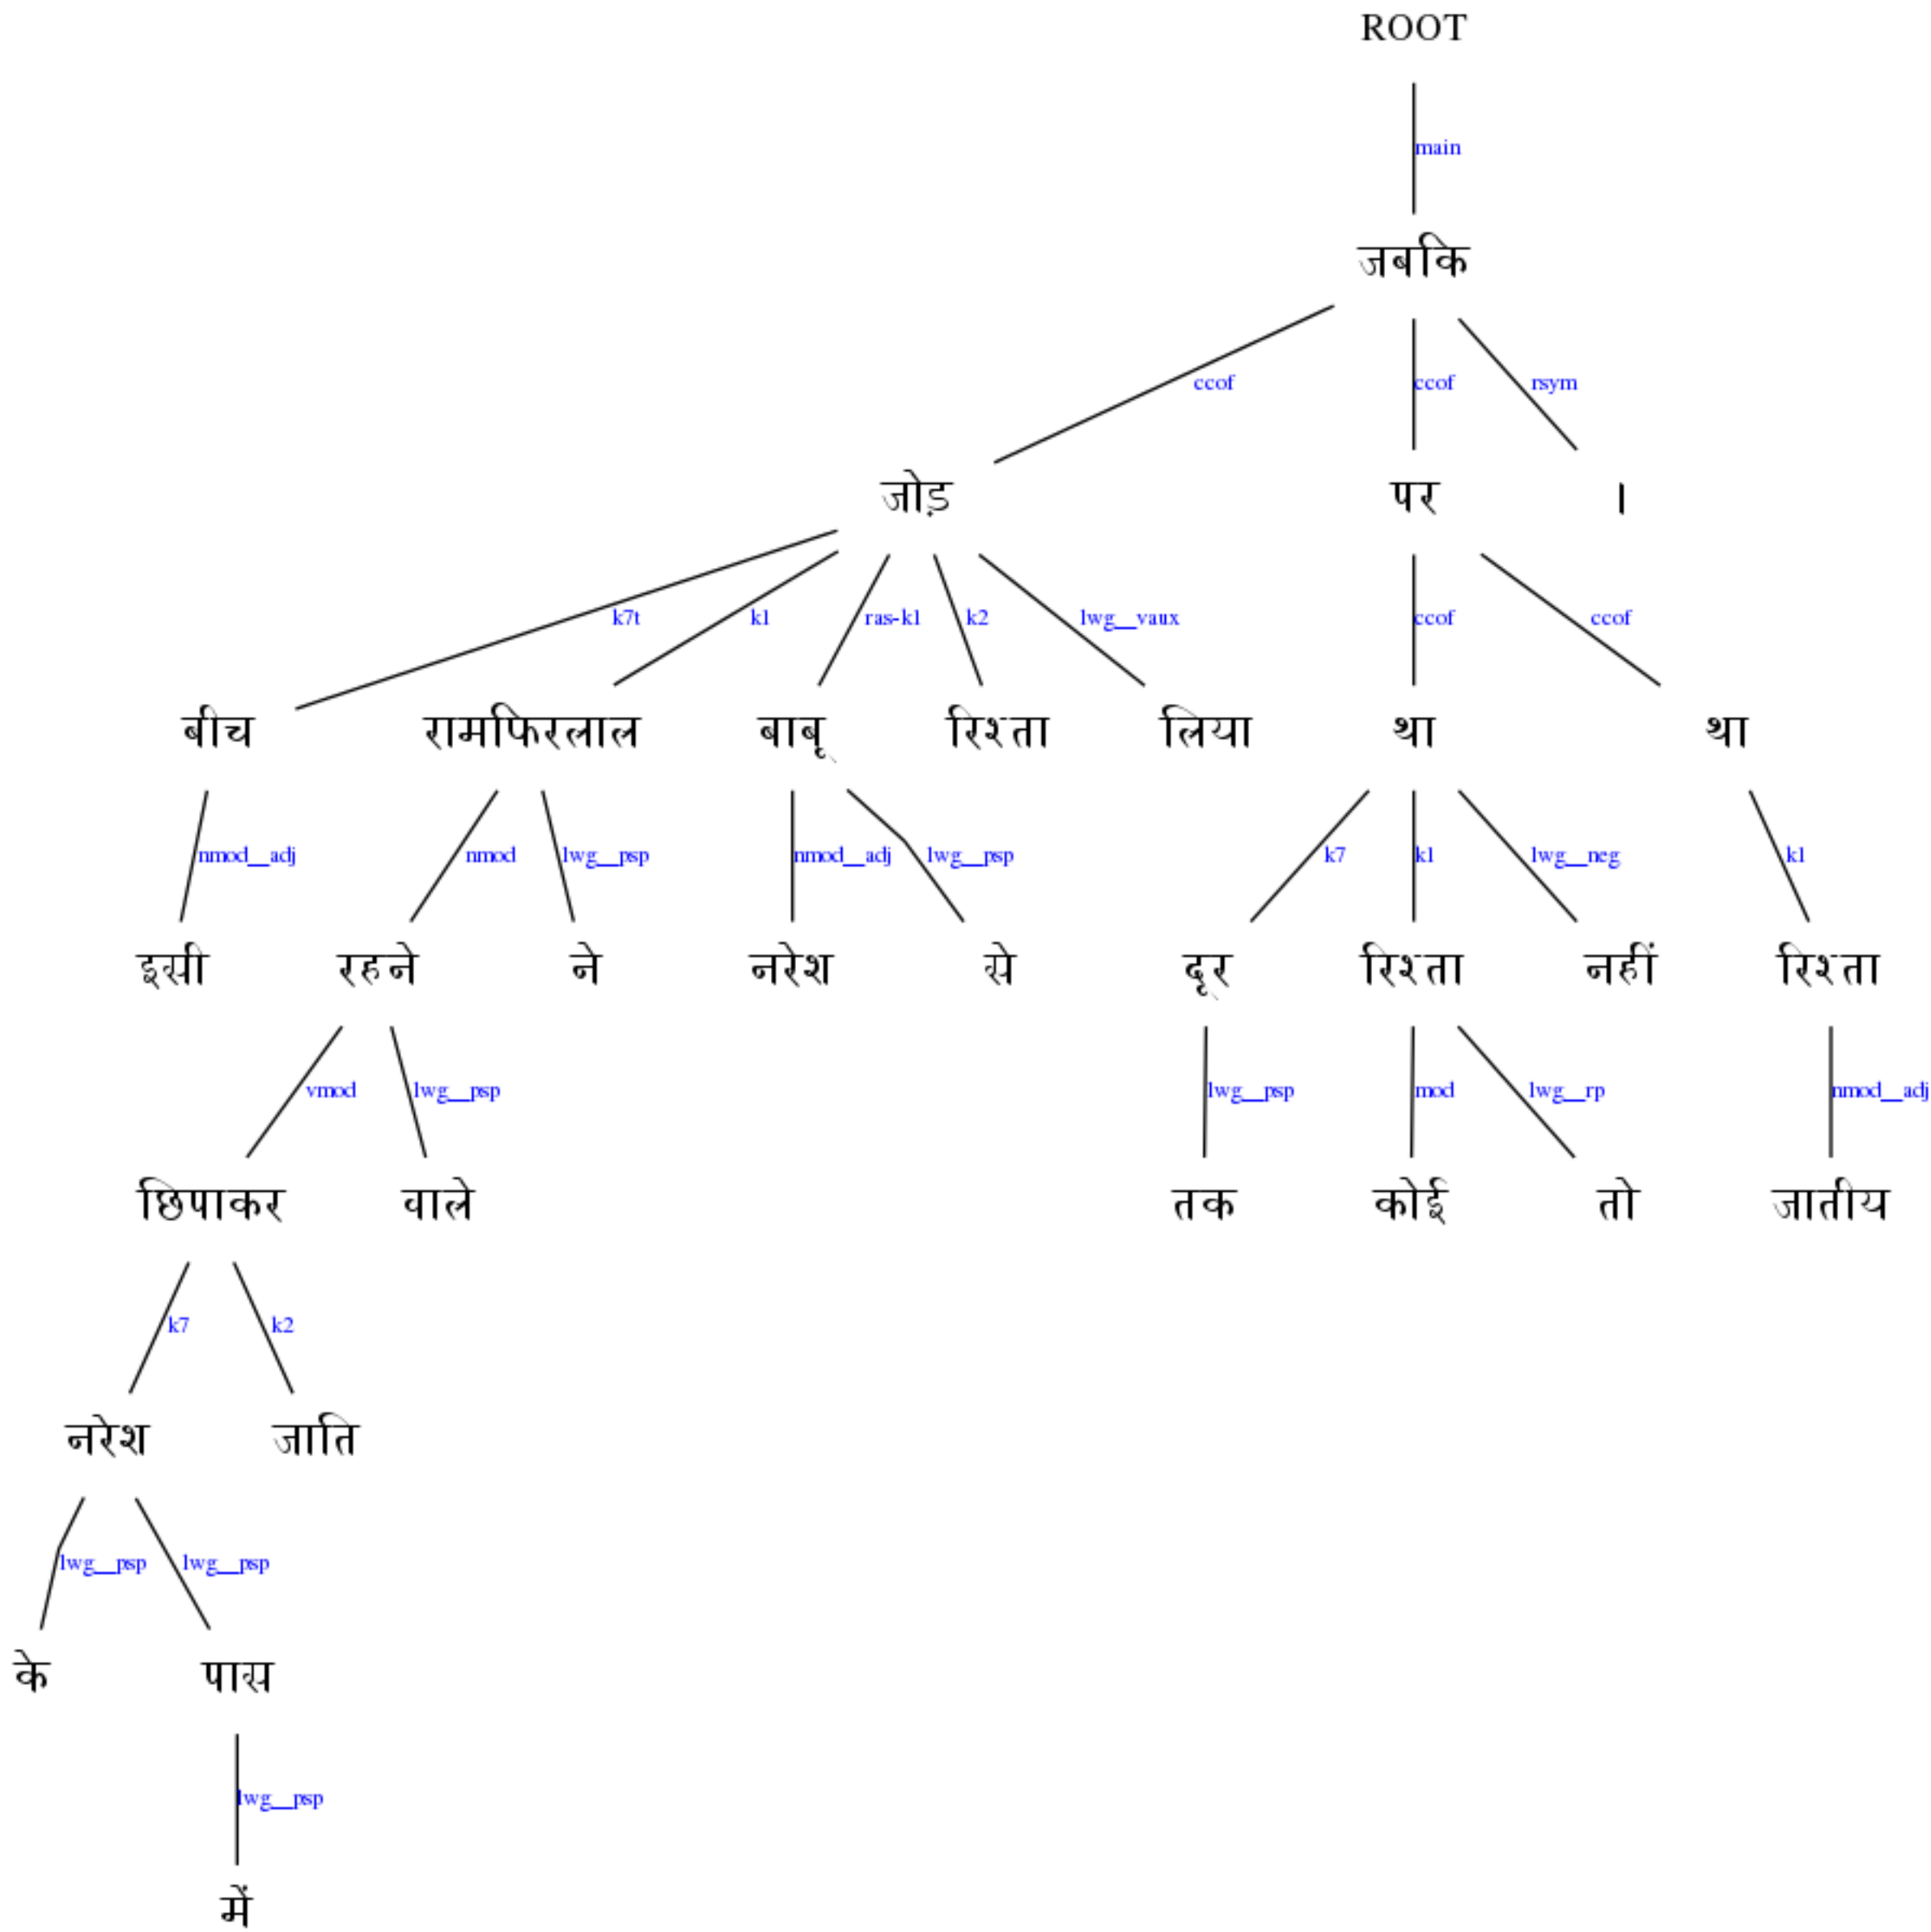 ROOT
main
जबकि
ccof ccof rsym
जोड़ पर ।
k7t k1 ras-k1 k2 lwg__vaux ccof ccof
बीच रामफिरलाल बाबू रिश्ता लिया था था
nmod__adj nmod lwg__psp nmod__adj lwg__psp k7 k1 lwg__neg k1
इसी रहने ने नरेश से दूर रिश्ता नहीं रिश्ता
vmod lwg__psp lwg__psp mod lwg__rp nmod__adj
छिपाकर वाले तक कोई तो जातीय
k7 k2
नरेश जाति
lwg__psp lwg__psp
के पास
lwg__psp
में